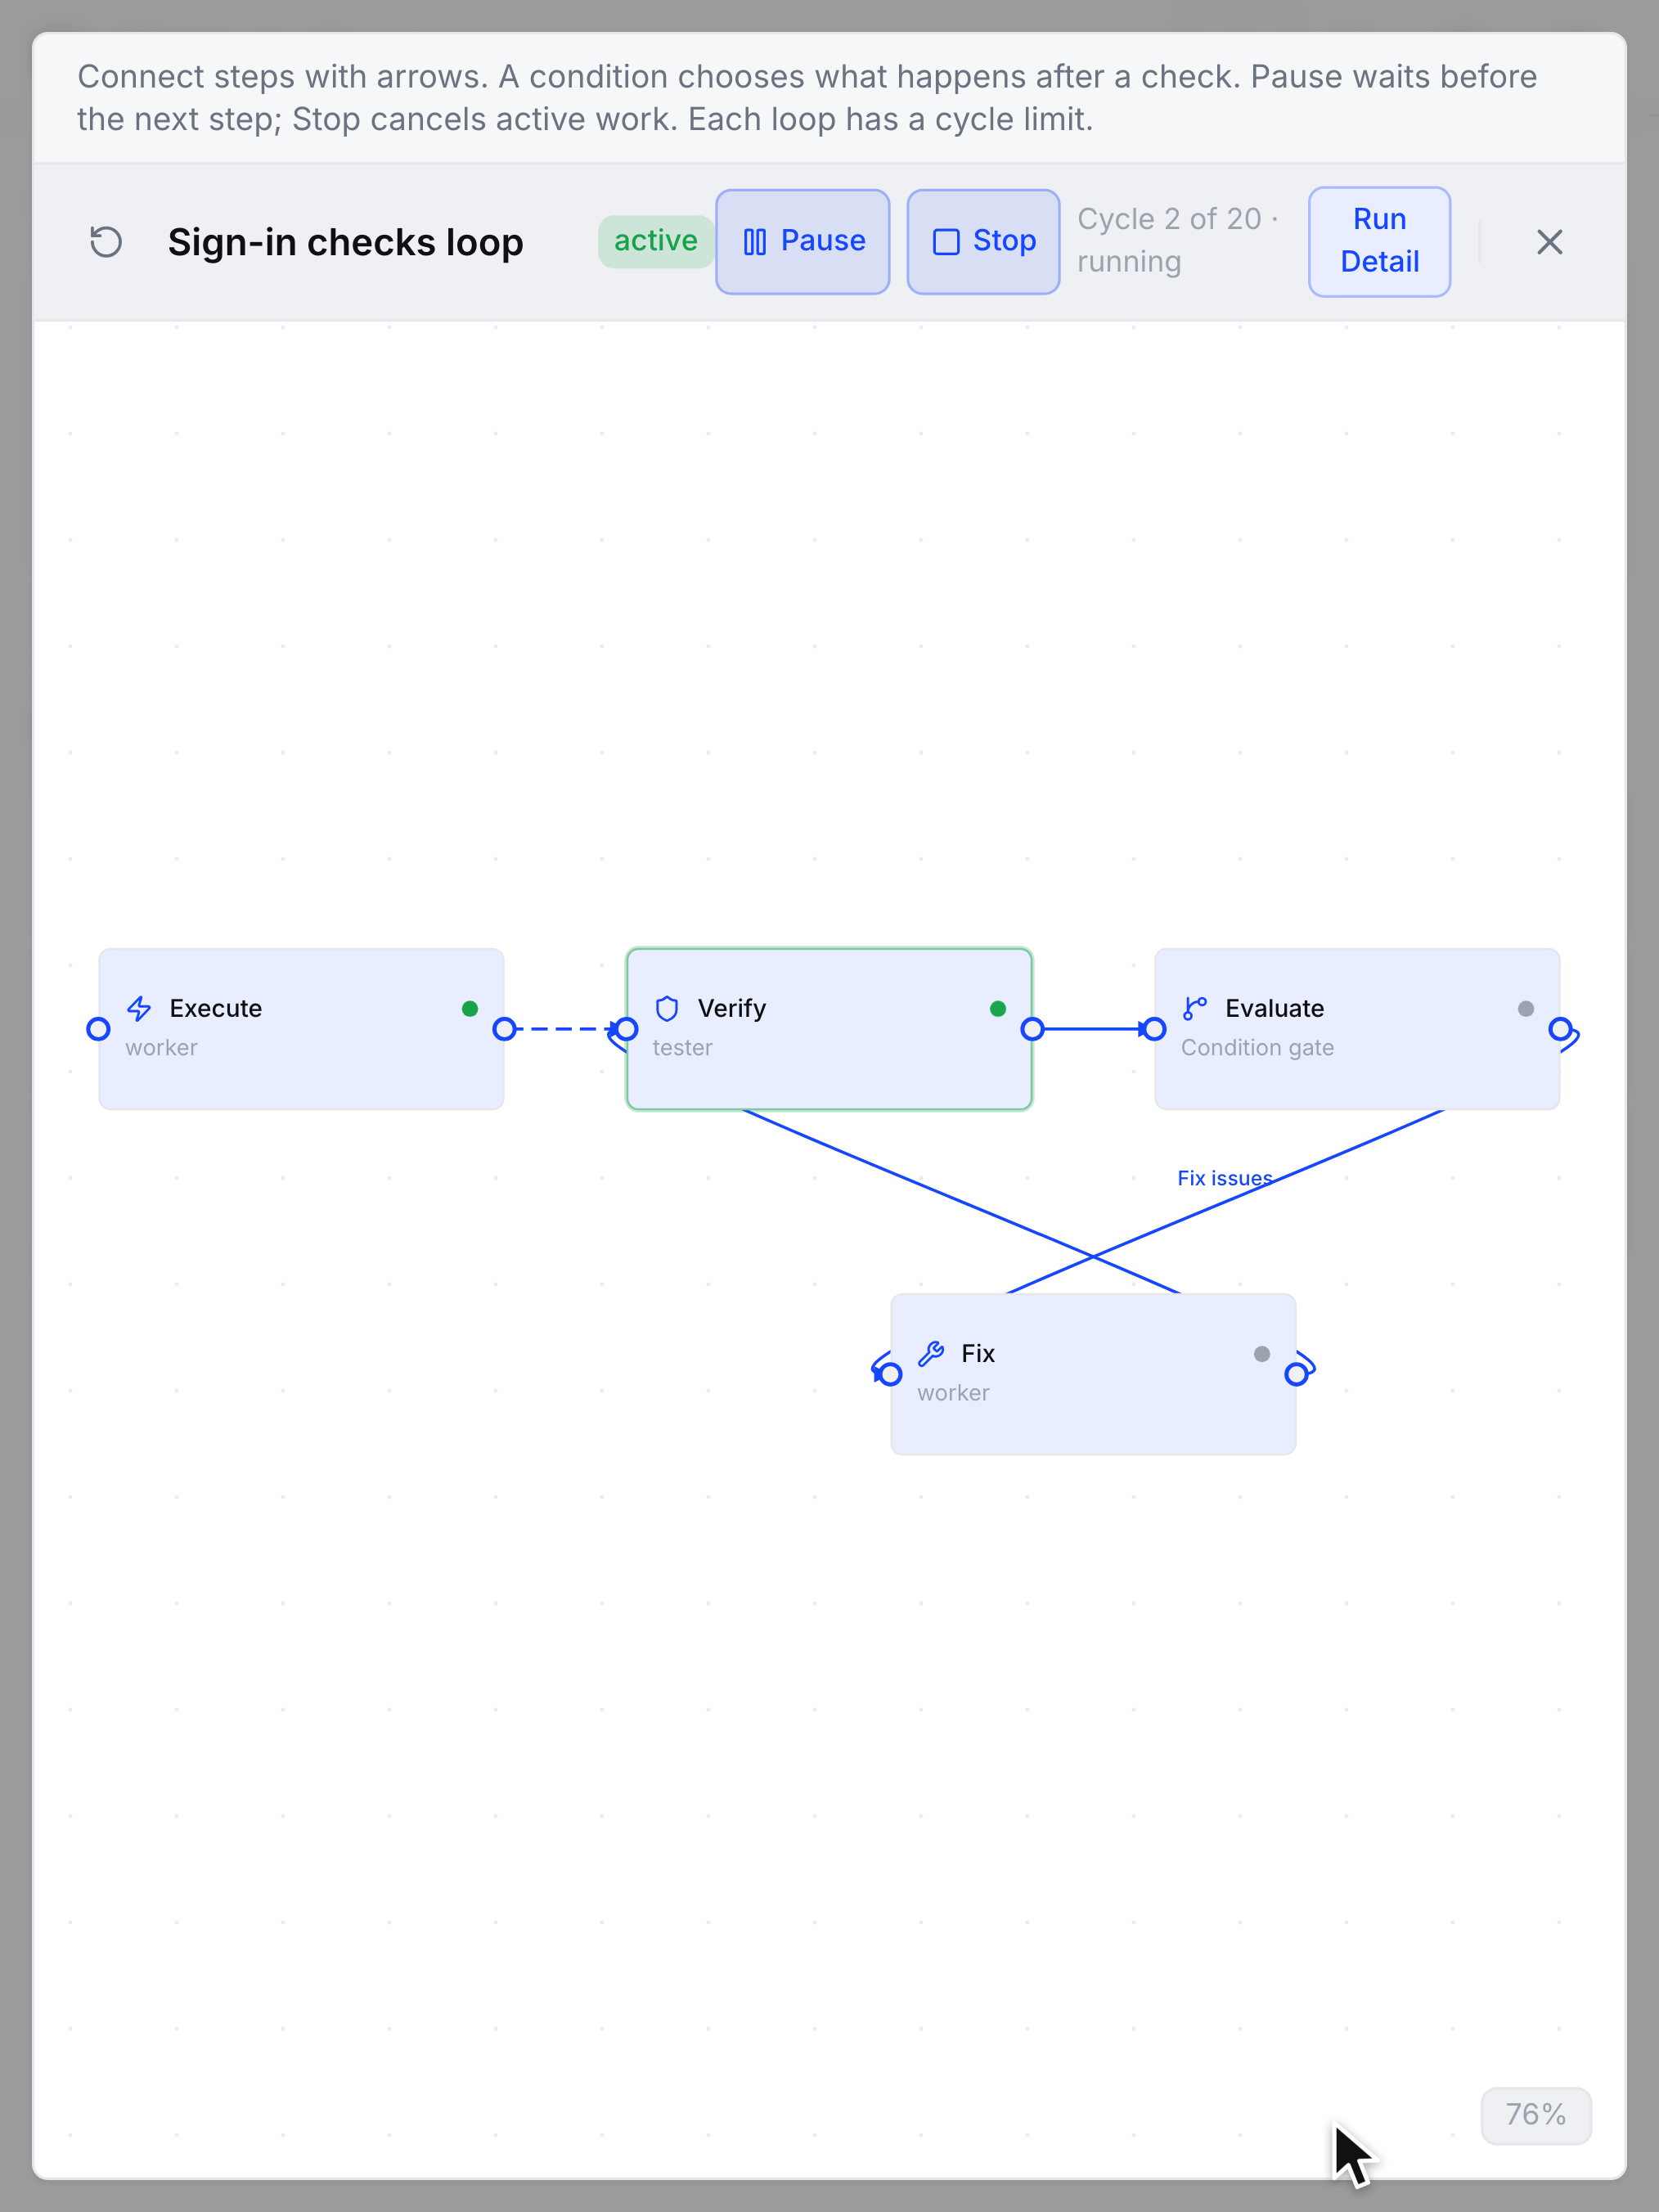 Connect steps with arrows. A condition chooses what happens after a check. Pause waits before
the next step; Stop cancels active work. Each loop has a cycle limit.
Sign-in checks loop
active
Pause
Stop
Cycle 2 of 20 ·
running
Run
Detail
Execute
worker
Verify
tester
Evaluate
Condition gate
Fix issues
Fix
worker
76%